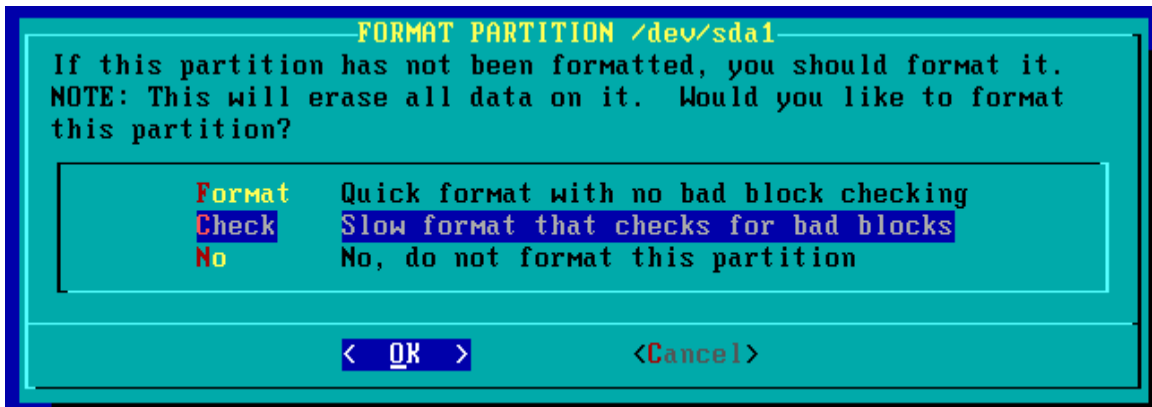 FORMAT PARTITION /dev/sda1
If this partition has not been formatted, you should format it.
NOTE: This will erase all data on it.  Would you like to format
this partition?
Format   Quick format with no bad block checking
Check   Slow format that checks for bad blocks
No   No, do not format this partition
< OK >   <Cancel>